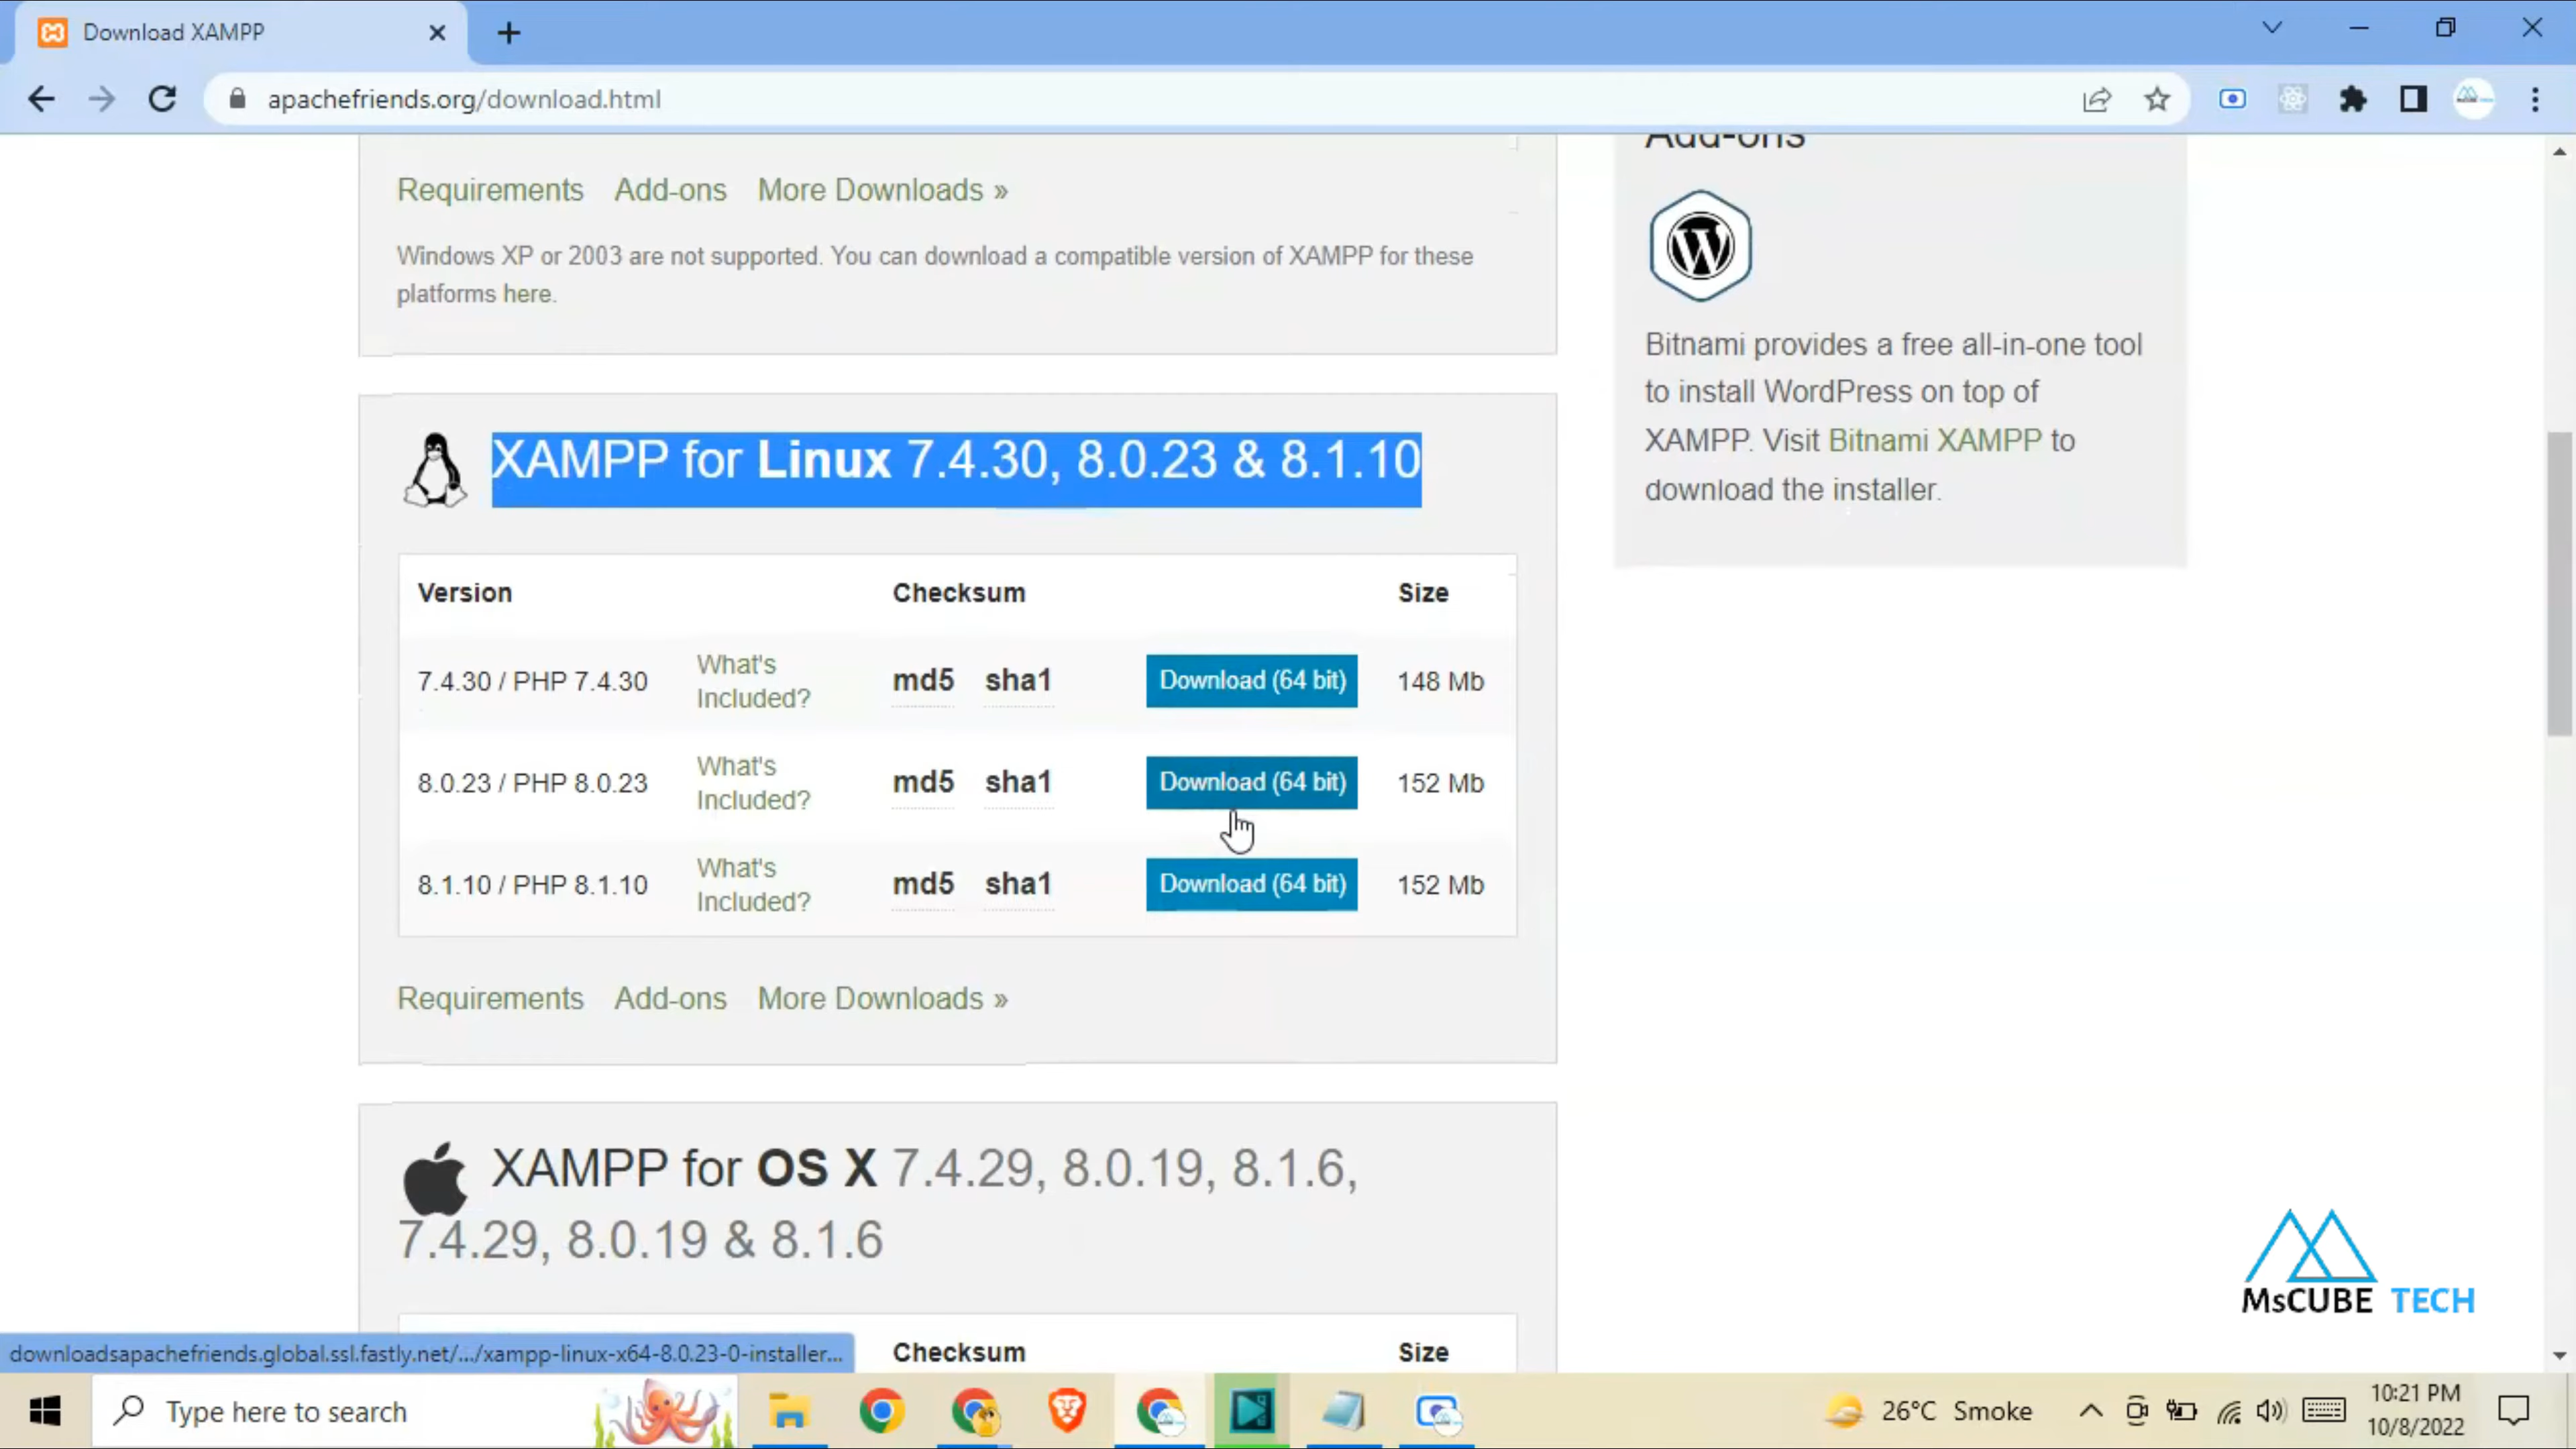 Download XAMPP
apachefriends.org/download.html
Add-ons
Requirements Add-ons More Downloads »
Windows XP or 2003 are not supported. You can download a compatible version of XAMPP for these
platforms here.
Bitnami provides a free all-in-one tool
to install WordPress on top of
XAMPP. Visit Bitnami XAMPP to
download the installer.
XAMPP for Linux 7.4.30, 8.0.23 & 8.1.10
Version Checksum Size
7.4.30 / PHP 7.4.30 What's Included? md5 sha1 Download (64 bit) 148 Mb
8.0.23 / PHP 8.0.23 What's Included? md5 sha1 Download (64 bit) 152 Mb
8.1.10 / PHP 8.1.10 What's Included? md5 sha1 Download (64 bit) 152 Mb
Requirements Add-ons More Downloads »
XAMPP for OS X 7.4.29, 8.0.19, 8.1.6,
7.4.29, 8.0.19 & 8.1.6
MsCUBE TECH
Checksum Size
downloadsapachefriends.global.ssl.fastly.net/.../xampp-linux-x64-8.0.23-0-installer...
Type here to search
26°C Smoke
10:21 PM
10/8/2022